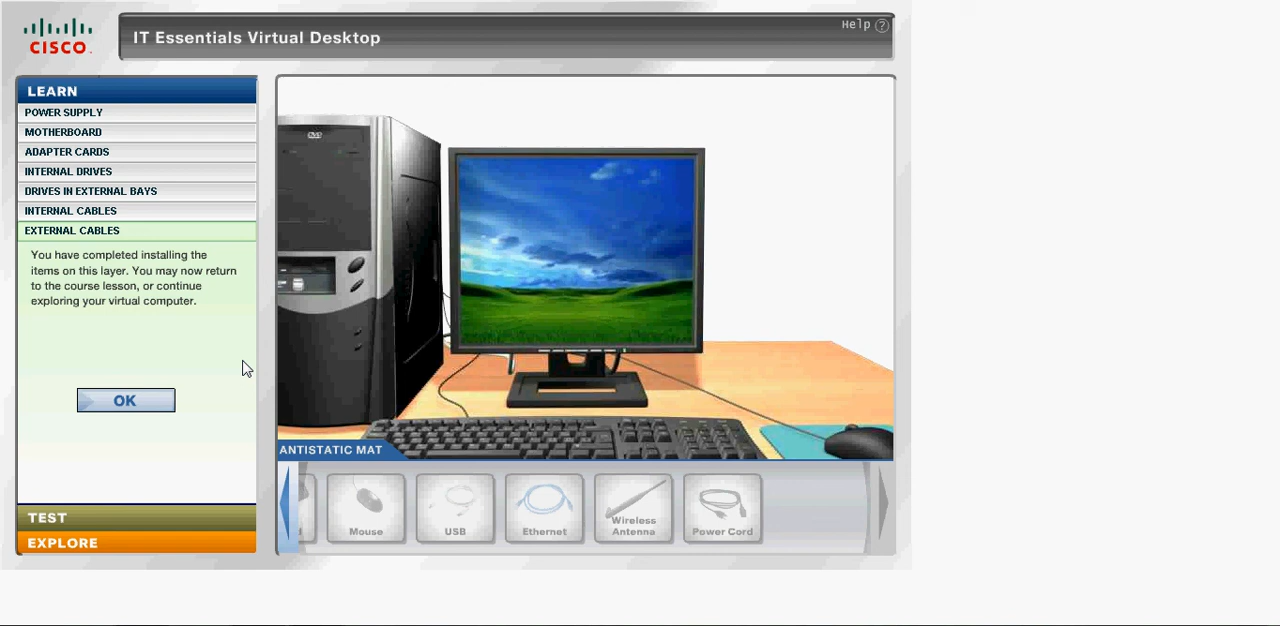 CISCO
IT Essentials Virtual Desktop
Help ?
LEARN
POWER SUPPLY
MOTHERBOARD
ADAPTER CARDS
INTERNAL DRIVES
DRIVES IN EXTERNAL BAYS
INTERNAL CABLES
EXTERNAL CABLES
You have completed installing the
items on this layer. You may now return
to the course lesson, or continue
exploring your virtual computer.
OK
TEST
EXPLORE
ANTISTATIC MAT
Mouse
USB
Ethernet
Wireless
Antenna
Power Cord